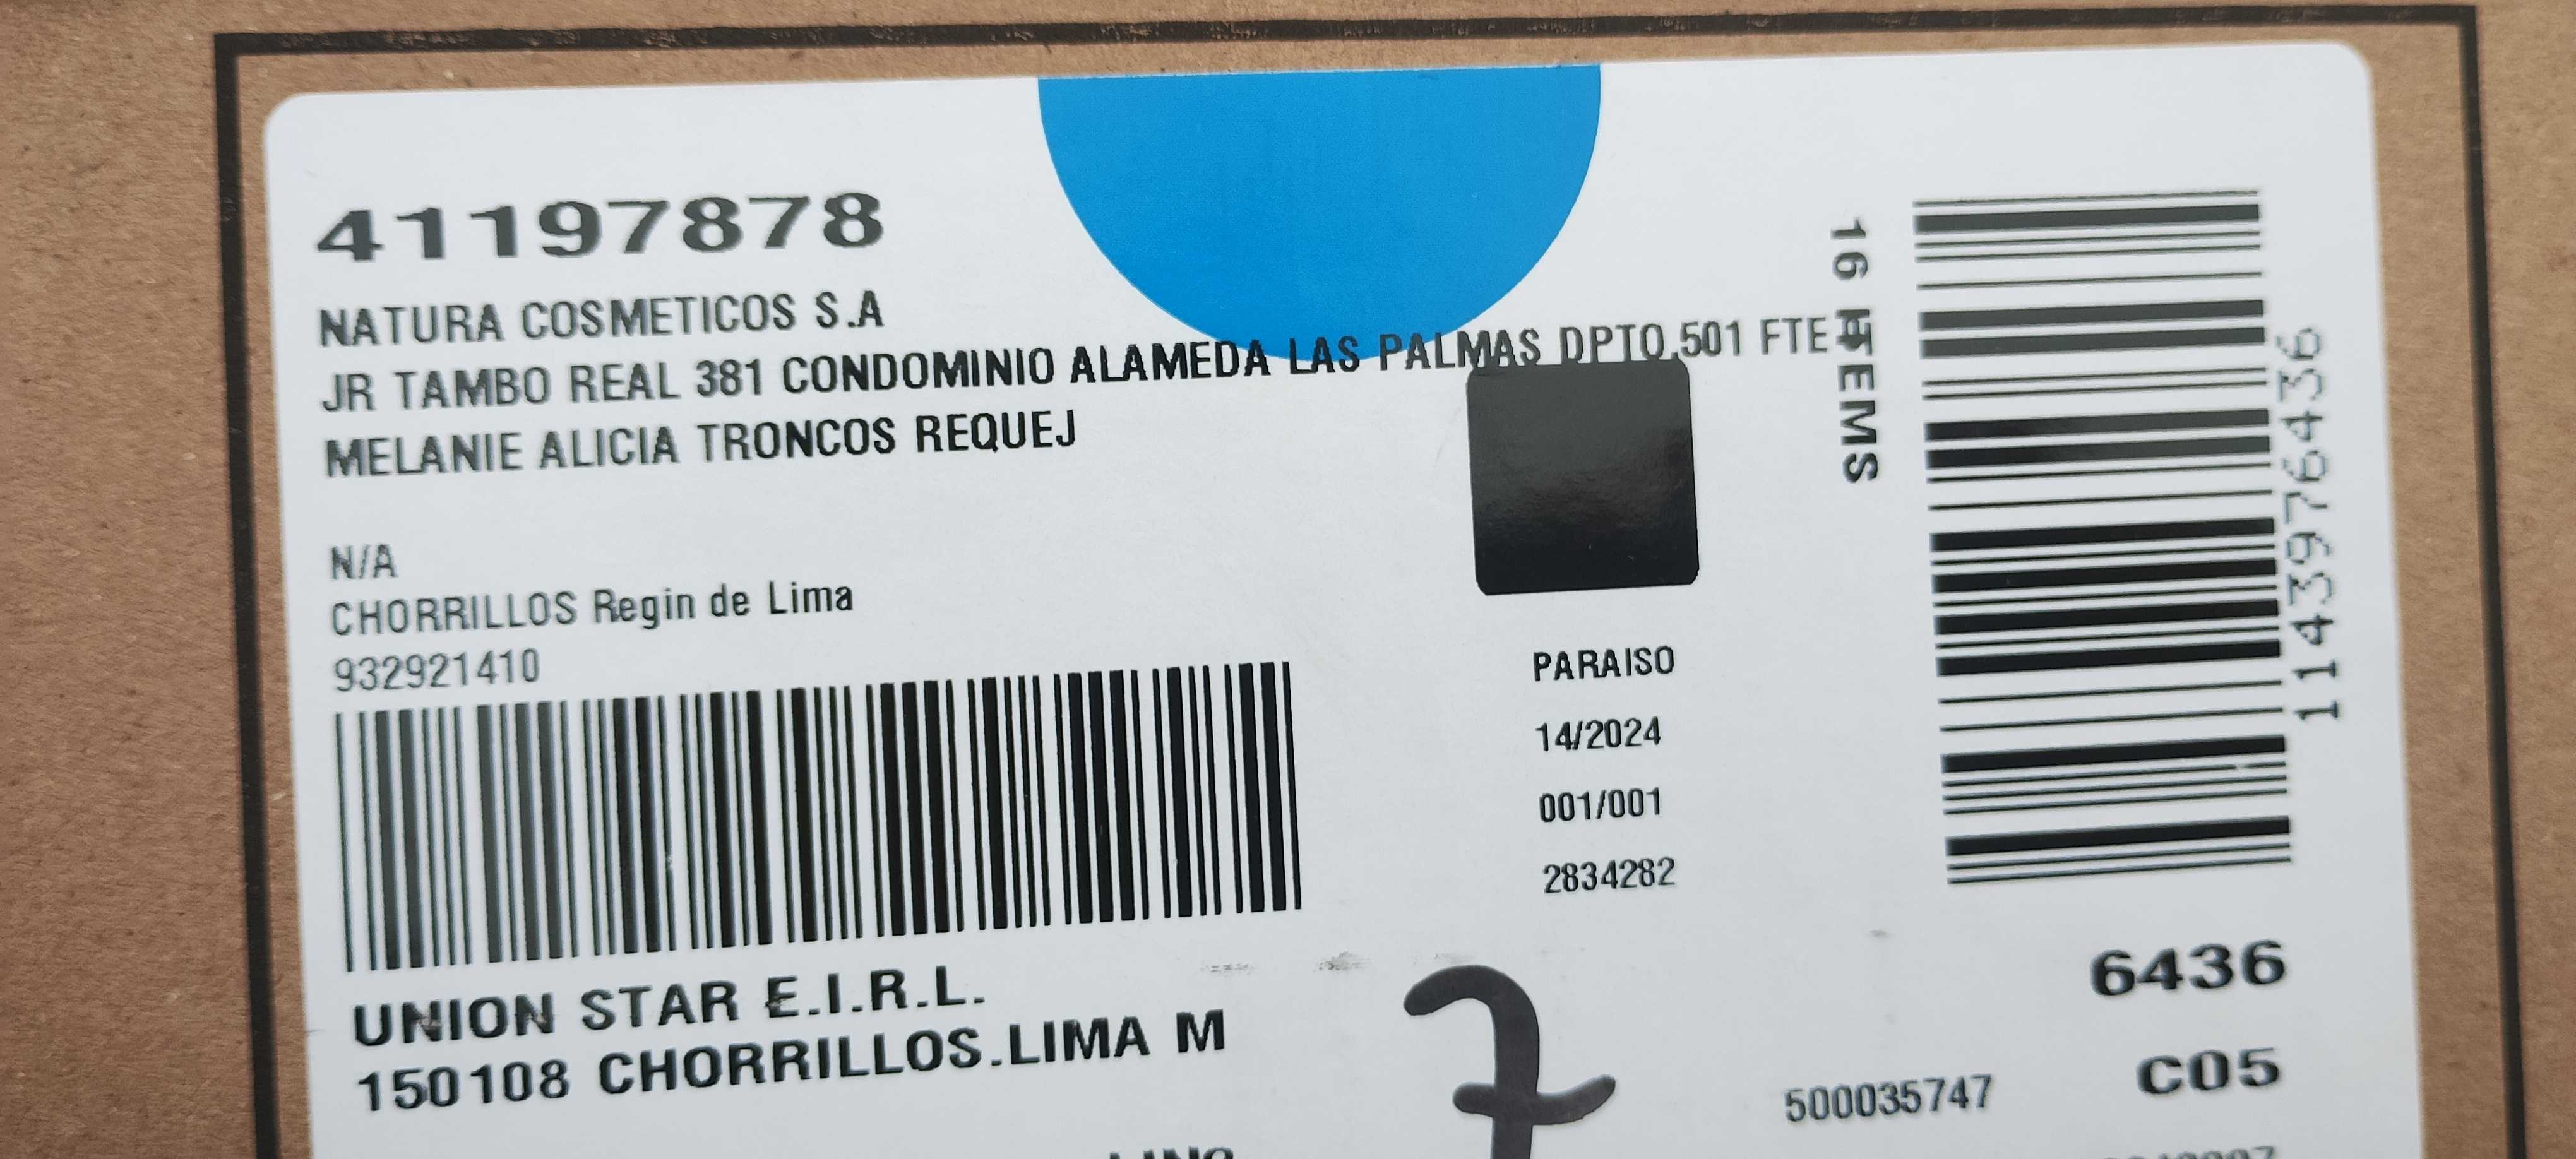 41197878
NATURA COSMETICOS S.A
JR TAMBO REAL 381 CONDOMINIO ALAMEDA LAS PALMAS DPTO.501 FTE
MELANIE ALICIA TRONCOS REQUEJ
N/A
CHORRILLOS Regin de Lima
932921410
UNION STAR E.I.R.L.
150108 CHORRILLOS.LIMA M
PARAISO
14/2024
001/001
2834282
7
16 ITEMS
11439766436
6436
C05
500035747